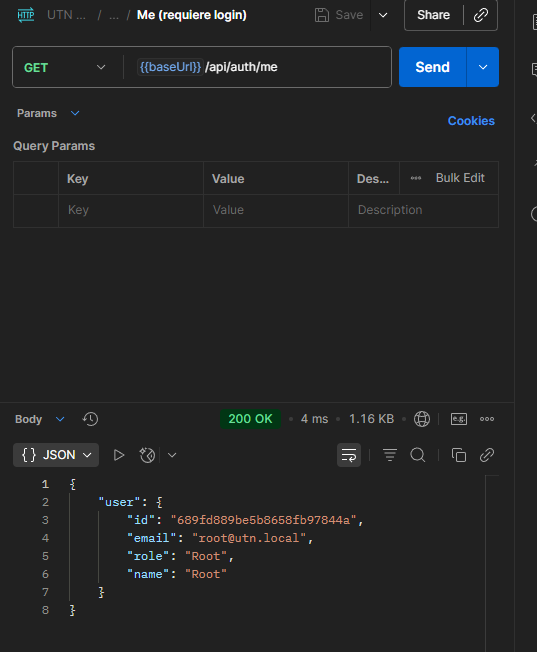 HTTP UTN ... / ... / Me (requiere login) Save Share
GET {{baseUrl}} /api/auth/me Send
Params
Cookies
Query Params
Key Value Des... Bulk Edit
Key Value Description
Body 200 OK 4 ms 1.16 KB e.g.
{} JSON
1 {
2 "user": {
3 "id": "689fd889be5b8658fb97844a",
4 "email": "root@utn.local",
5 "role": "Root",
6 "name": "Root"
7 }
8 }